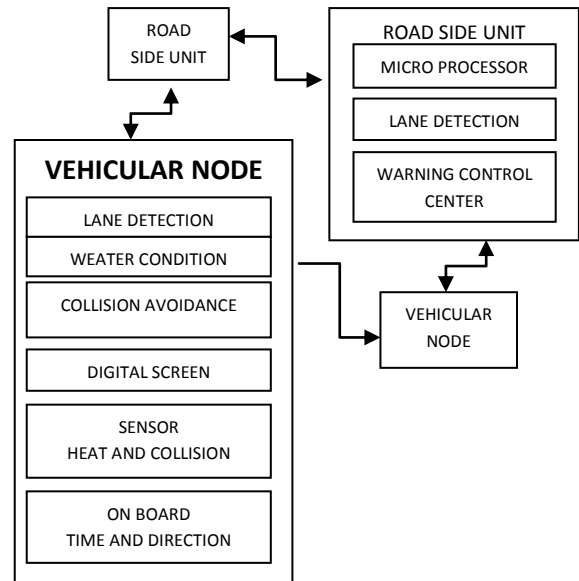 ROAD
SIDE UNIT
ROAD SIDE UNIT
MICRO PROCESSOR
LANE DETECTION
WARNING CONTROL
CENTER
VEHICULAR NODE
LANE DETECTION
WEATER CONDITION
COLLISION AVOIDANCE
DIGITAL SCREEN
SENSOR
HEAT AND COLLISION
ON BOARD
TIME AND DIRECTION
VEHICULAR
NODE